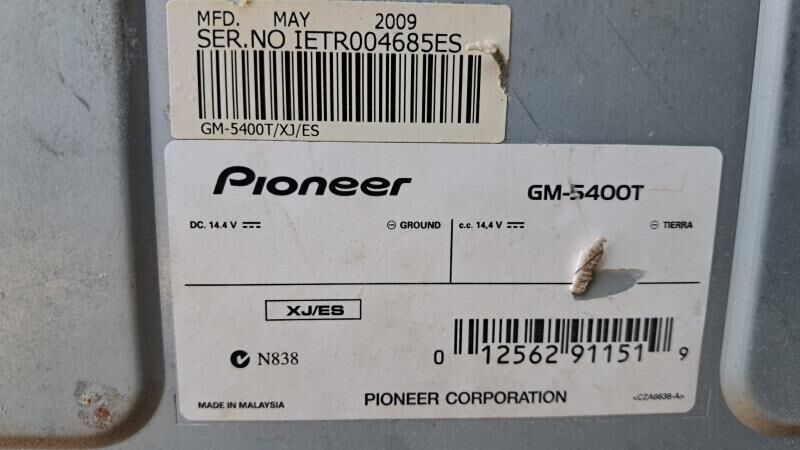 MFD. MAY 2009
SER.NO IETR004685ES
GM-5400T/XJ/ES
Pioneer GM-5400T
DC. 14.4 V ⊖ GROUND c.c. 14,4 V ⊖ TIERRA
XJ/ES
N838
0 12562 91151 9
MADE IN MALAYSIA PIONEER CORPORATION <CZA6638-A>